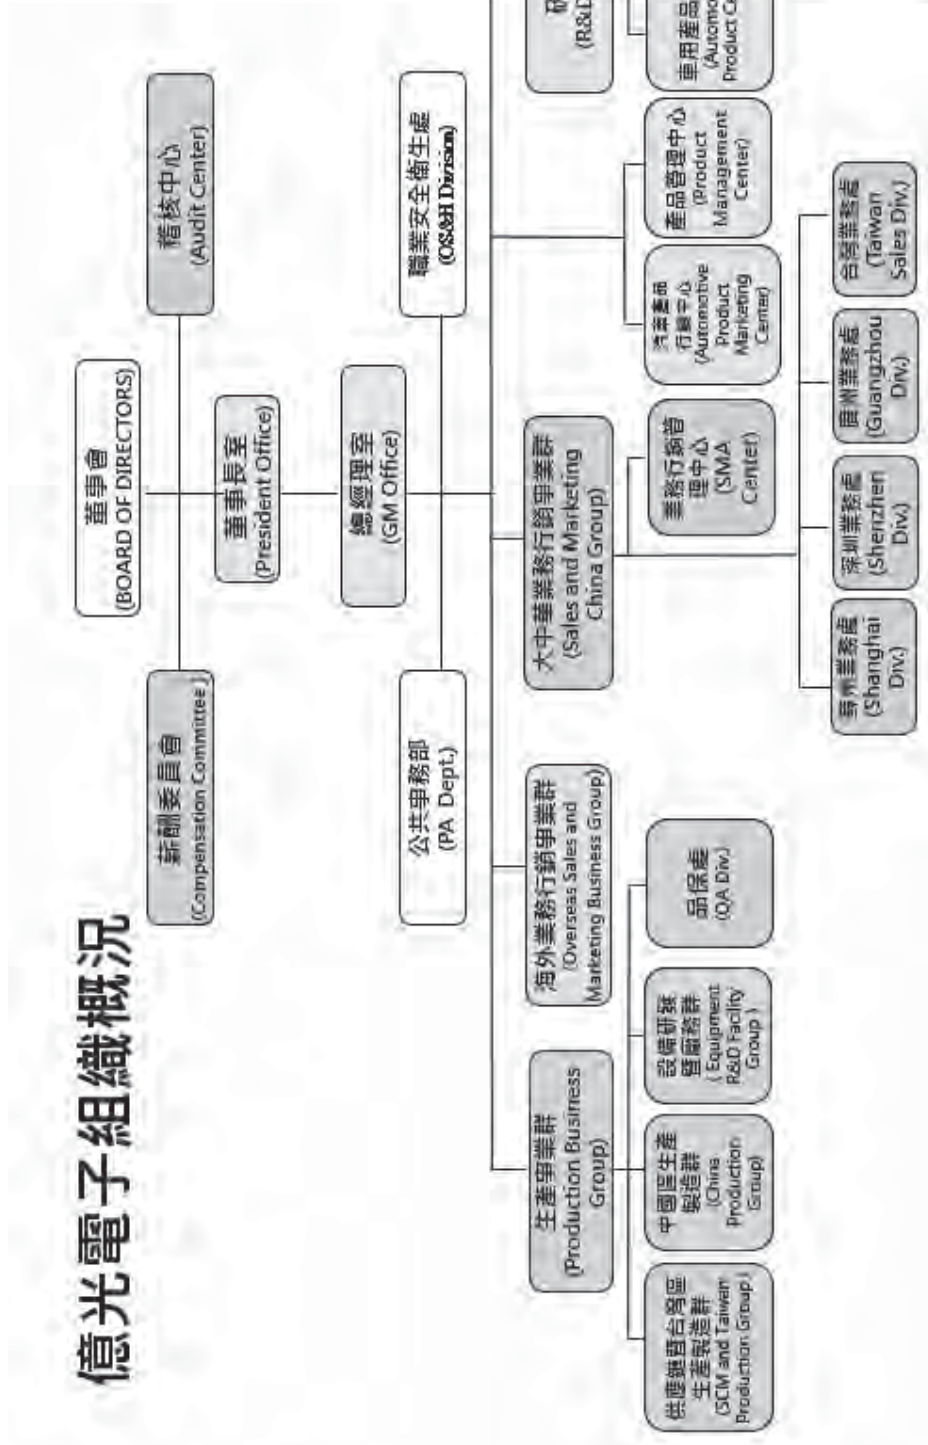 億光電子組織概況
董事會
(BOARD OF DIRECTORS)
薪酬委員會
(Compensation Committee)
稽核中心
(Audit Center)
董事長室
(President Office)
總經理室
(GM Office)
公共事務部
(PA Dept.)
職業安全衛生處
(OS&H Division)
生產事業群
(Production Business
Group)
海外業務行銷事業群
(Overseas Sales and
Marketing Business Group)
大中華業務行銷事業群
(Sales and Marketing
China Group)
研
(R&D
供應鏈暨台灣區
生產製造群
(SCM and Taiwan
Production Group)
中國區生產
製造群
(China
Production
Group)
設備研發
暨廠務群
( Equipment
R&D Facility
Group )
品保處
(QA Div.)
業務行銷管
理中心
(SMA
Center)
汽車產品
行銷中心
(Automotive
Product
Marketing
Center)
產品管理中心
(Product
Management
Center)
車用產品
(Automo
Product Ce
業務處
(Shanghai
Div.)
深圳業務處
(Shenzhen
Div.)
廣州業務處
(Guangzhou
Div.)
台灣業務處
(Taiwan
Sales Div.)